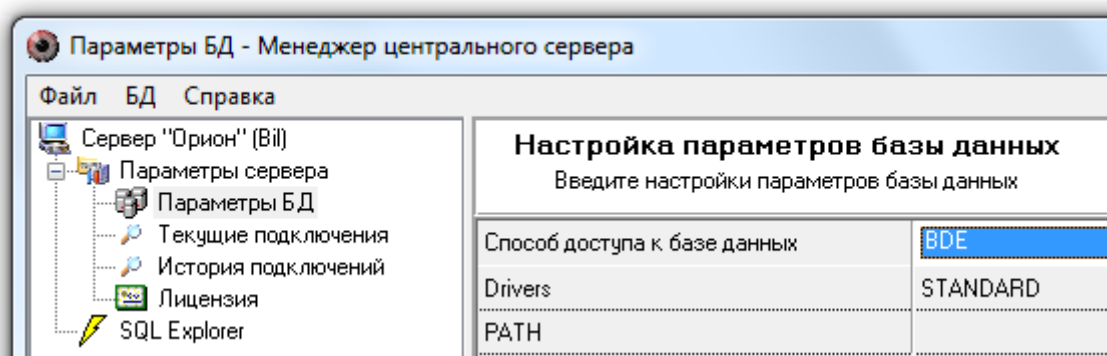 Параметры БД - Менеджер центрального сервера
Файл БД Справка
Сервер "Орион" (Bil)
Параметры сервера
Параметры БД
Текущие подключения
История подключений
Лицензия
SQL Explorer
Настройка параметров базы данных
Введите настройки параметров базы данных
Способ доступа к базе данных BDE
Drivers STANDARD
PATH